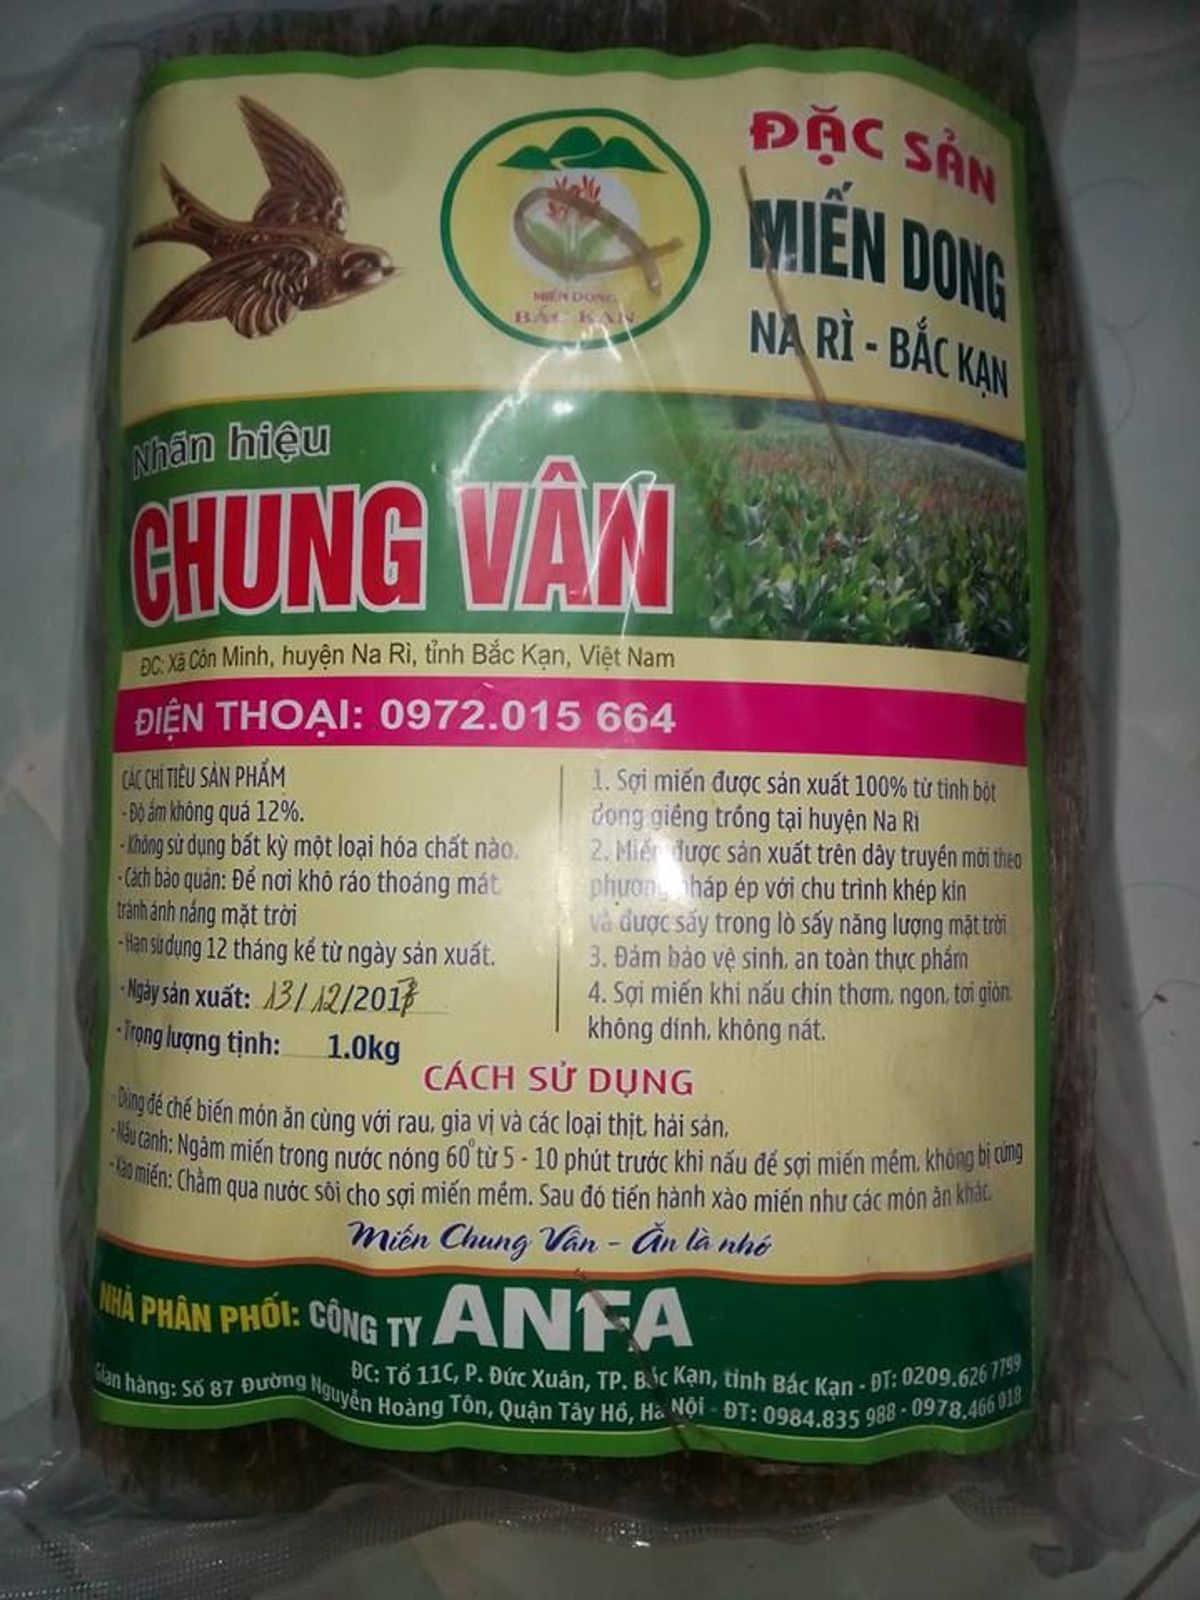 ĐẶC SẢN
MIẾN DONG
NA RÌ - BẮC KẠN
MIẾN DONG
BẮC KẠN
Nhãn hiệu
CHUNG VÂN
ĐC: Xã Côn Minh, huyện Na Rì, tỉnh Bắc Kạn, Việt Nam
ĐIỆN THOẠI: 0972.015 664
CÁC CHỈ TIÊU SẢN PHẨM
- Độ ẩm không quá 12%.
- Không sử dụng bất kỳ một loại hóa chất nào.
- Cách bảo quản: Để nơi khô ráo thoáng mát
tránh ánh nắng mặt trời
- Hạn sử dụng 12 tháng kể từ ngày sản xuất.
- Ngày sản xuất: 13/12/201
- Trọng lượng tịnh: 1.0kg
1. Sợi miến được sản xuất 100% từ tinh bột
dong giềng trồng tại huyện Na Rì
2. Miến được sản xuất trên dây truyền mới theo
phương pháp ép với chu trình khép kín
và được sấy trong lò sấy năng lượng mặt trời
3. Đảm bảo vệ sinh, an toàn thực phẩm
4. Sợi miến khi nấu chín thơm, ngon, tơi giòn,
không dính, không nát.
CÁCH SỬ DỤNG
- Dùng để chế biến món ăn cùng với rau, gia vị và các loại thịt, hải sản.
- Nấu canh: Ngâm miến trong nước nóng 60° từ 5 - 10 phút trước khi nấu để sợi miến mềm, không bị cứng
- Xào miến: Chằm qua nước sôi cho sợi miến mềm. Sau đó tiến hành xào miến như các món ăn khác.
Miến Chung Vân - Ăn là nhớ
NHÀ PHÂN PHỐI: CÔNG TY ANFA
ĐC: Tổ 11C, P. Đức Xuân, TP. Bắc Kạn, tỉnh Bắc Kạn - ĐT: 0209.626 7799
Gian hàng: Số 87 Đường Nguyễn Hoàng Tôn, Quận Tây Hồ, Hà Nội - ĐT: 0984.835 988 - 0978.466 018